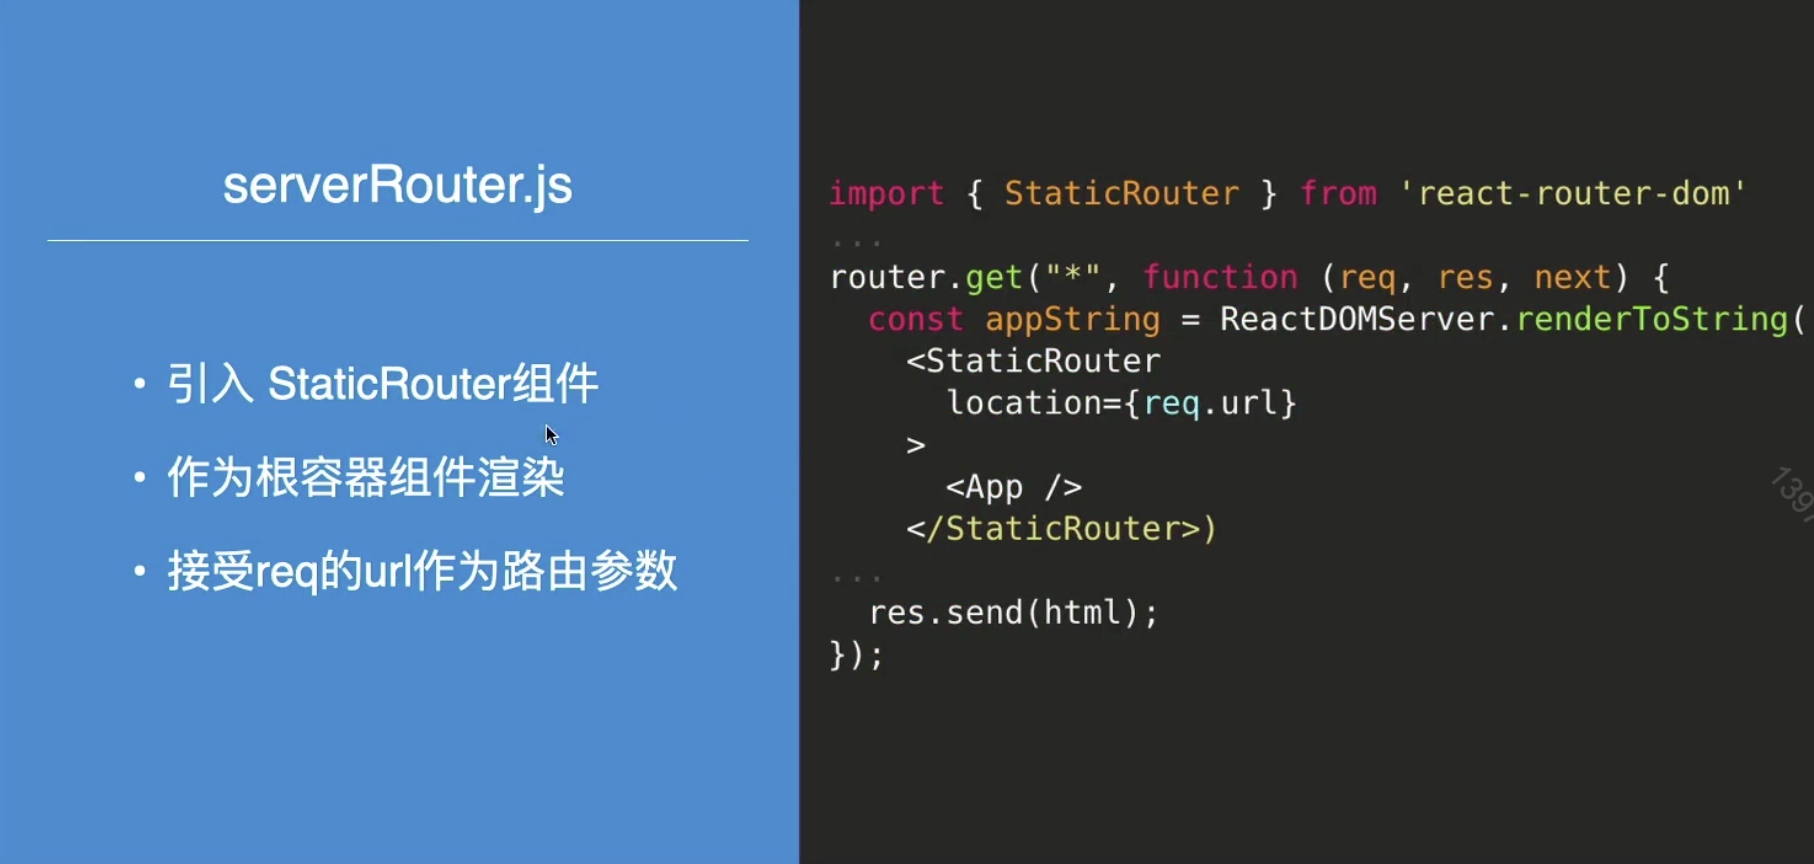 serverRouter.js
• 引入 StaticRouter组件
• 作为根容器组件渲染
• 接受req的url作为路由参数
import { StaticRouter } from 'react-router-dom'
...
router.get("*", function (req, res, next) {
  const appString = ReactDOMServer.renderToString(
    <StaticRouter
      location={req.url}
    >
      <App />
    </StaticRouter>)
...
  res.send(html);
});